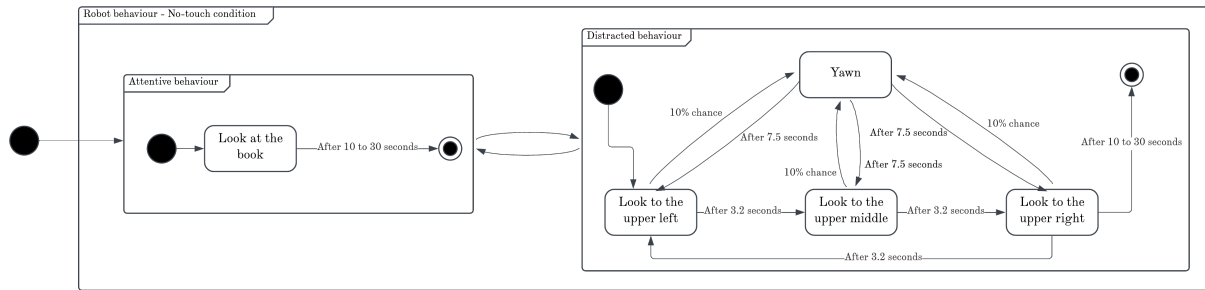 Robot behaviour - No-touch condition
Attentive behaviour
Look at the
book
After 10 to 30 seconds
Distracted behaviour
Yawn
10% chance
After 7.5 seconds
10% chance
After 7.5 seconds
After 7.5 seconds
10% chance
After 10 to 30 seconds
Look to the
upper left
After 3.2 seconds
Look to the
upper middle
After 3.2 seconds
Look to the
upper right
After 3.2 seconds